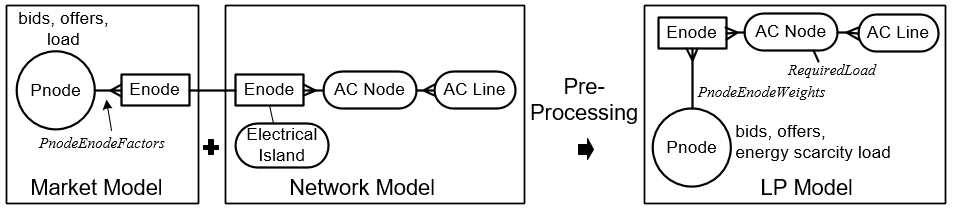 bids, offers,
load
Pnode
Enode
PnodeEnodeFactors
Market Model
Enode
AC Node
AC Line
Electrical
Island
Network Model
Pre-
Processing
Enode
AC Node
AC Line
RequiredLoad
PnodeEnodeWeights
Pnode
bids, offers,
energy scarcity load
LP Model